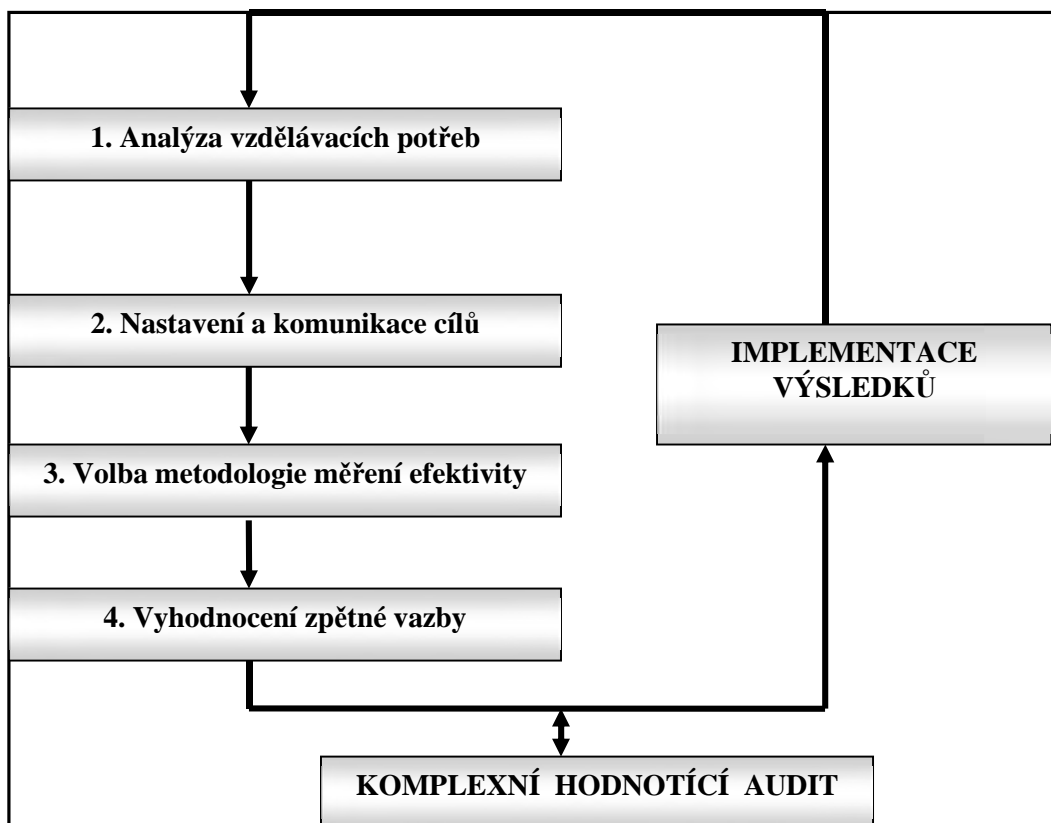 1. Analýza vzdělávacích potřeb
2. Nastavení a komunikace cílů
IMPLEMENTACE
VÝSLEDKŮ
3. Volba metodologie měření efektivity
4. Vyhodnocení zpětné vazby
KOMPLEXNÍ HODNOTÍCÍ AUDIT